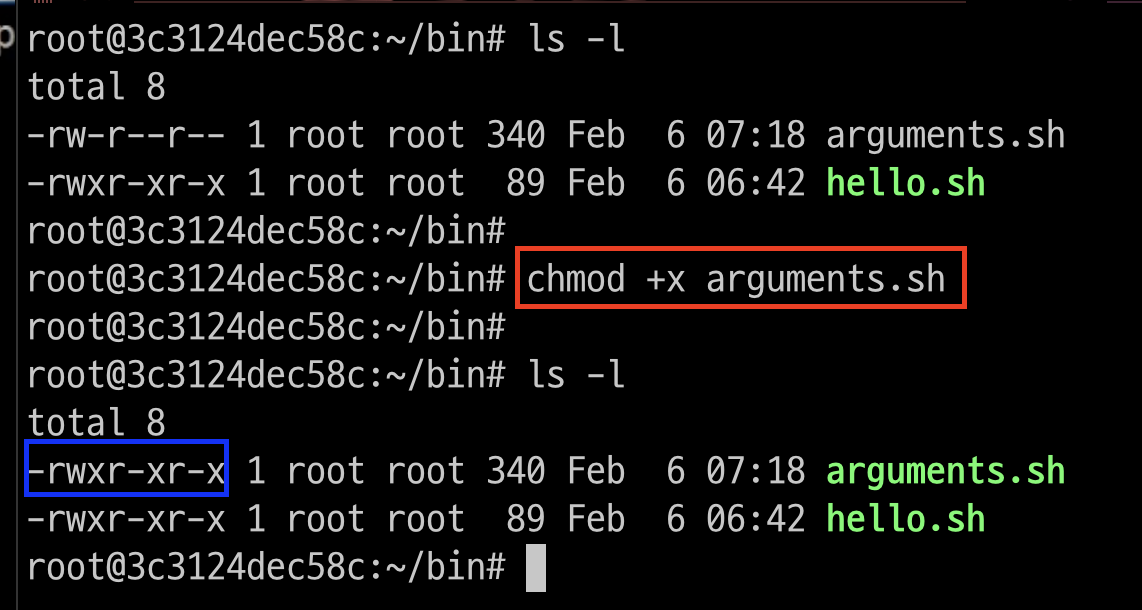 p
root@3c3124dec58c:~/bin# ls -l
total 8
-rw-r--r-- 1 root root 340 Feb  6 07:18 arguments.sh
-rwxr-xr-x 1 root root  89 Feb  6 06:42 hello.sh
root@3c3124dec58c:~/bin#
root@3c3124dec58c:~/bin# chmod +x arguments.sh
root@3c3124dec58c:~/bin#
root@3c3124dec58c:~/bin# ls -l
total 8
-rwxr-xr-x 1 root root 340 Feb  6 07:18 arguments.sh
-rwxr-xr-x 1 root root  89 Feb  6 06:42 hello.sh
root@3c3124dec58c:~/bin#